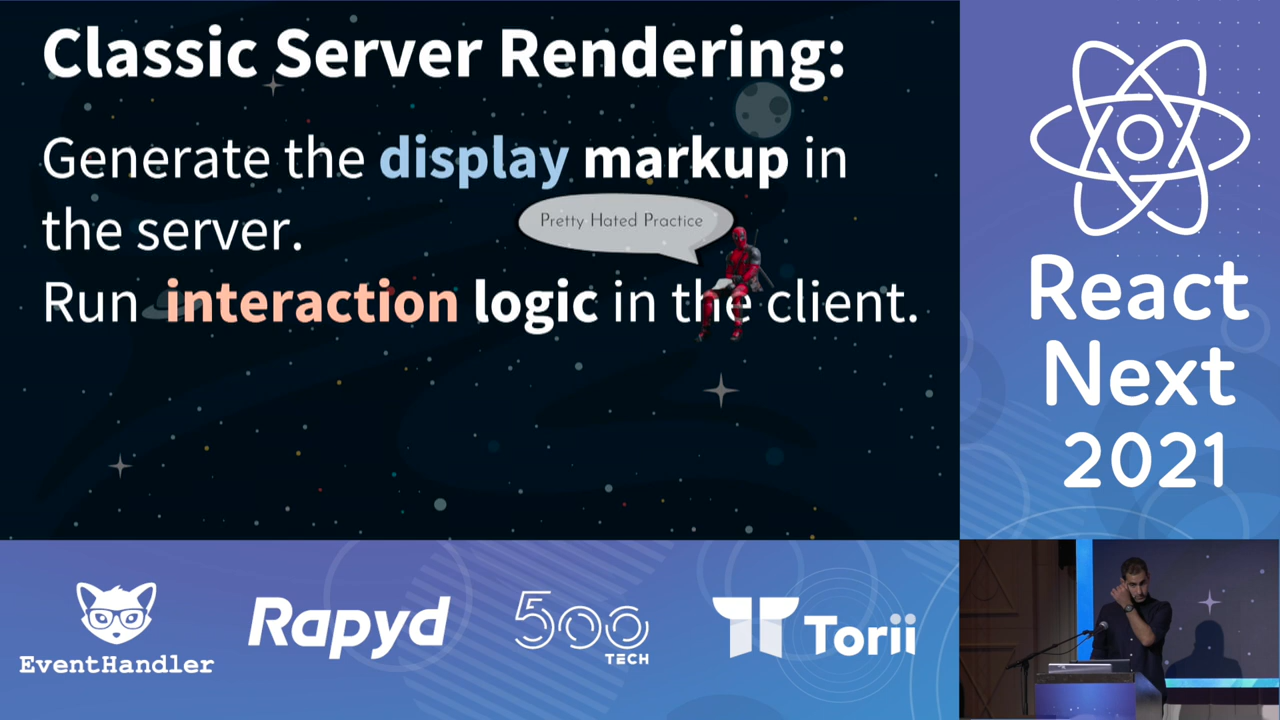 Classic Server Rendering:
Generate the display markup in
the server.
Pretty Hated Practice
Run interaction logic in the client.
React
Next
2021
EventHandler
Rapyd
500
TECH
Torii